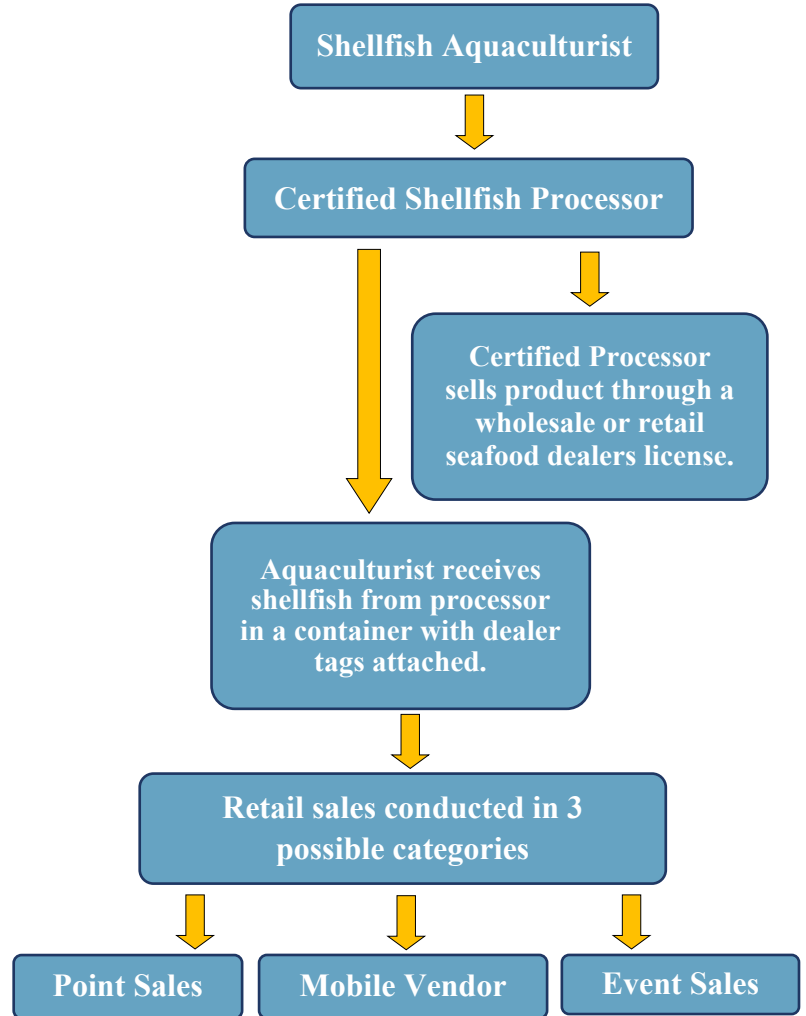 Shellfish Aquaculturist
Certified Shellfish Processor
Certified Processor
sells product through a
wholesale or retail
seafood dealers license.
Aquaculturist receives
shellfish from processor
in a container with dealer
tags attached.
Retail sales conducted in 3
possible categories
Point Sales
Mobile Vendor
Event Sales